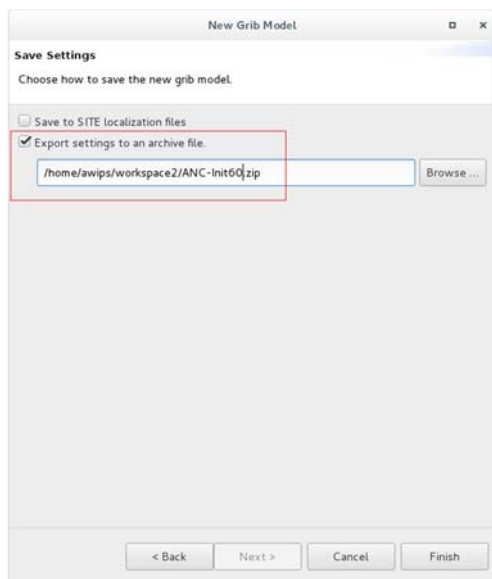 New Grib Model
Save Settings
Choose how to save the new grib model.
Save to SITE localization files
Export settings to an archive file.
/home/awips/workspace2/ANC-Init60.zip
Browse ...
< Back
Next >
Cancel
Finish